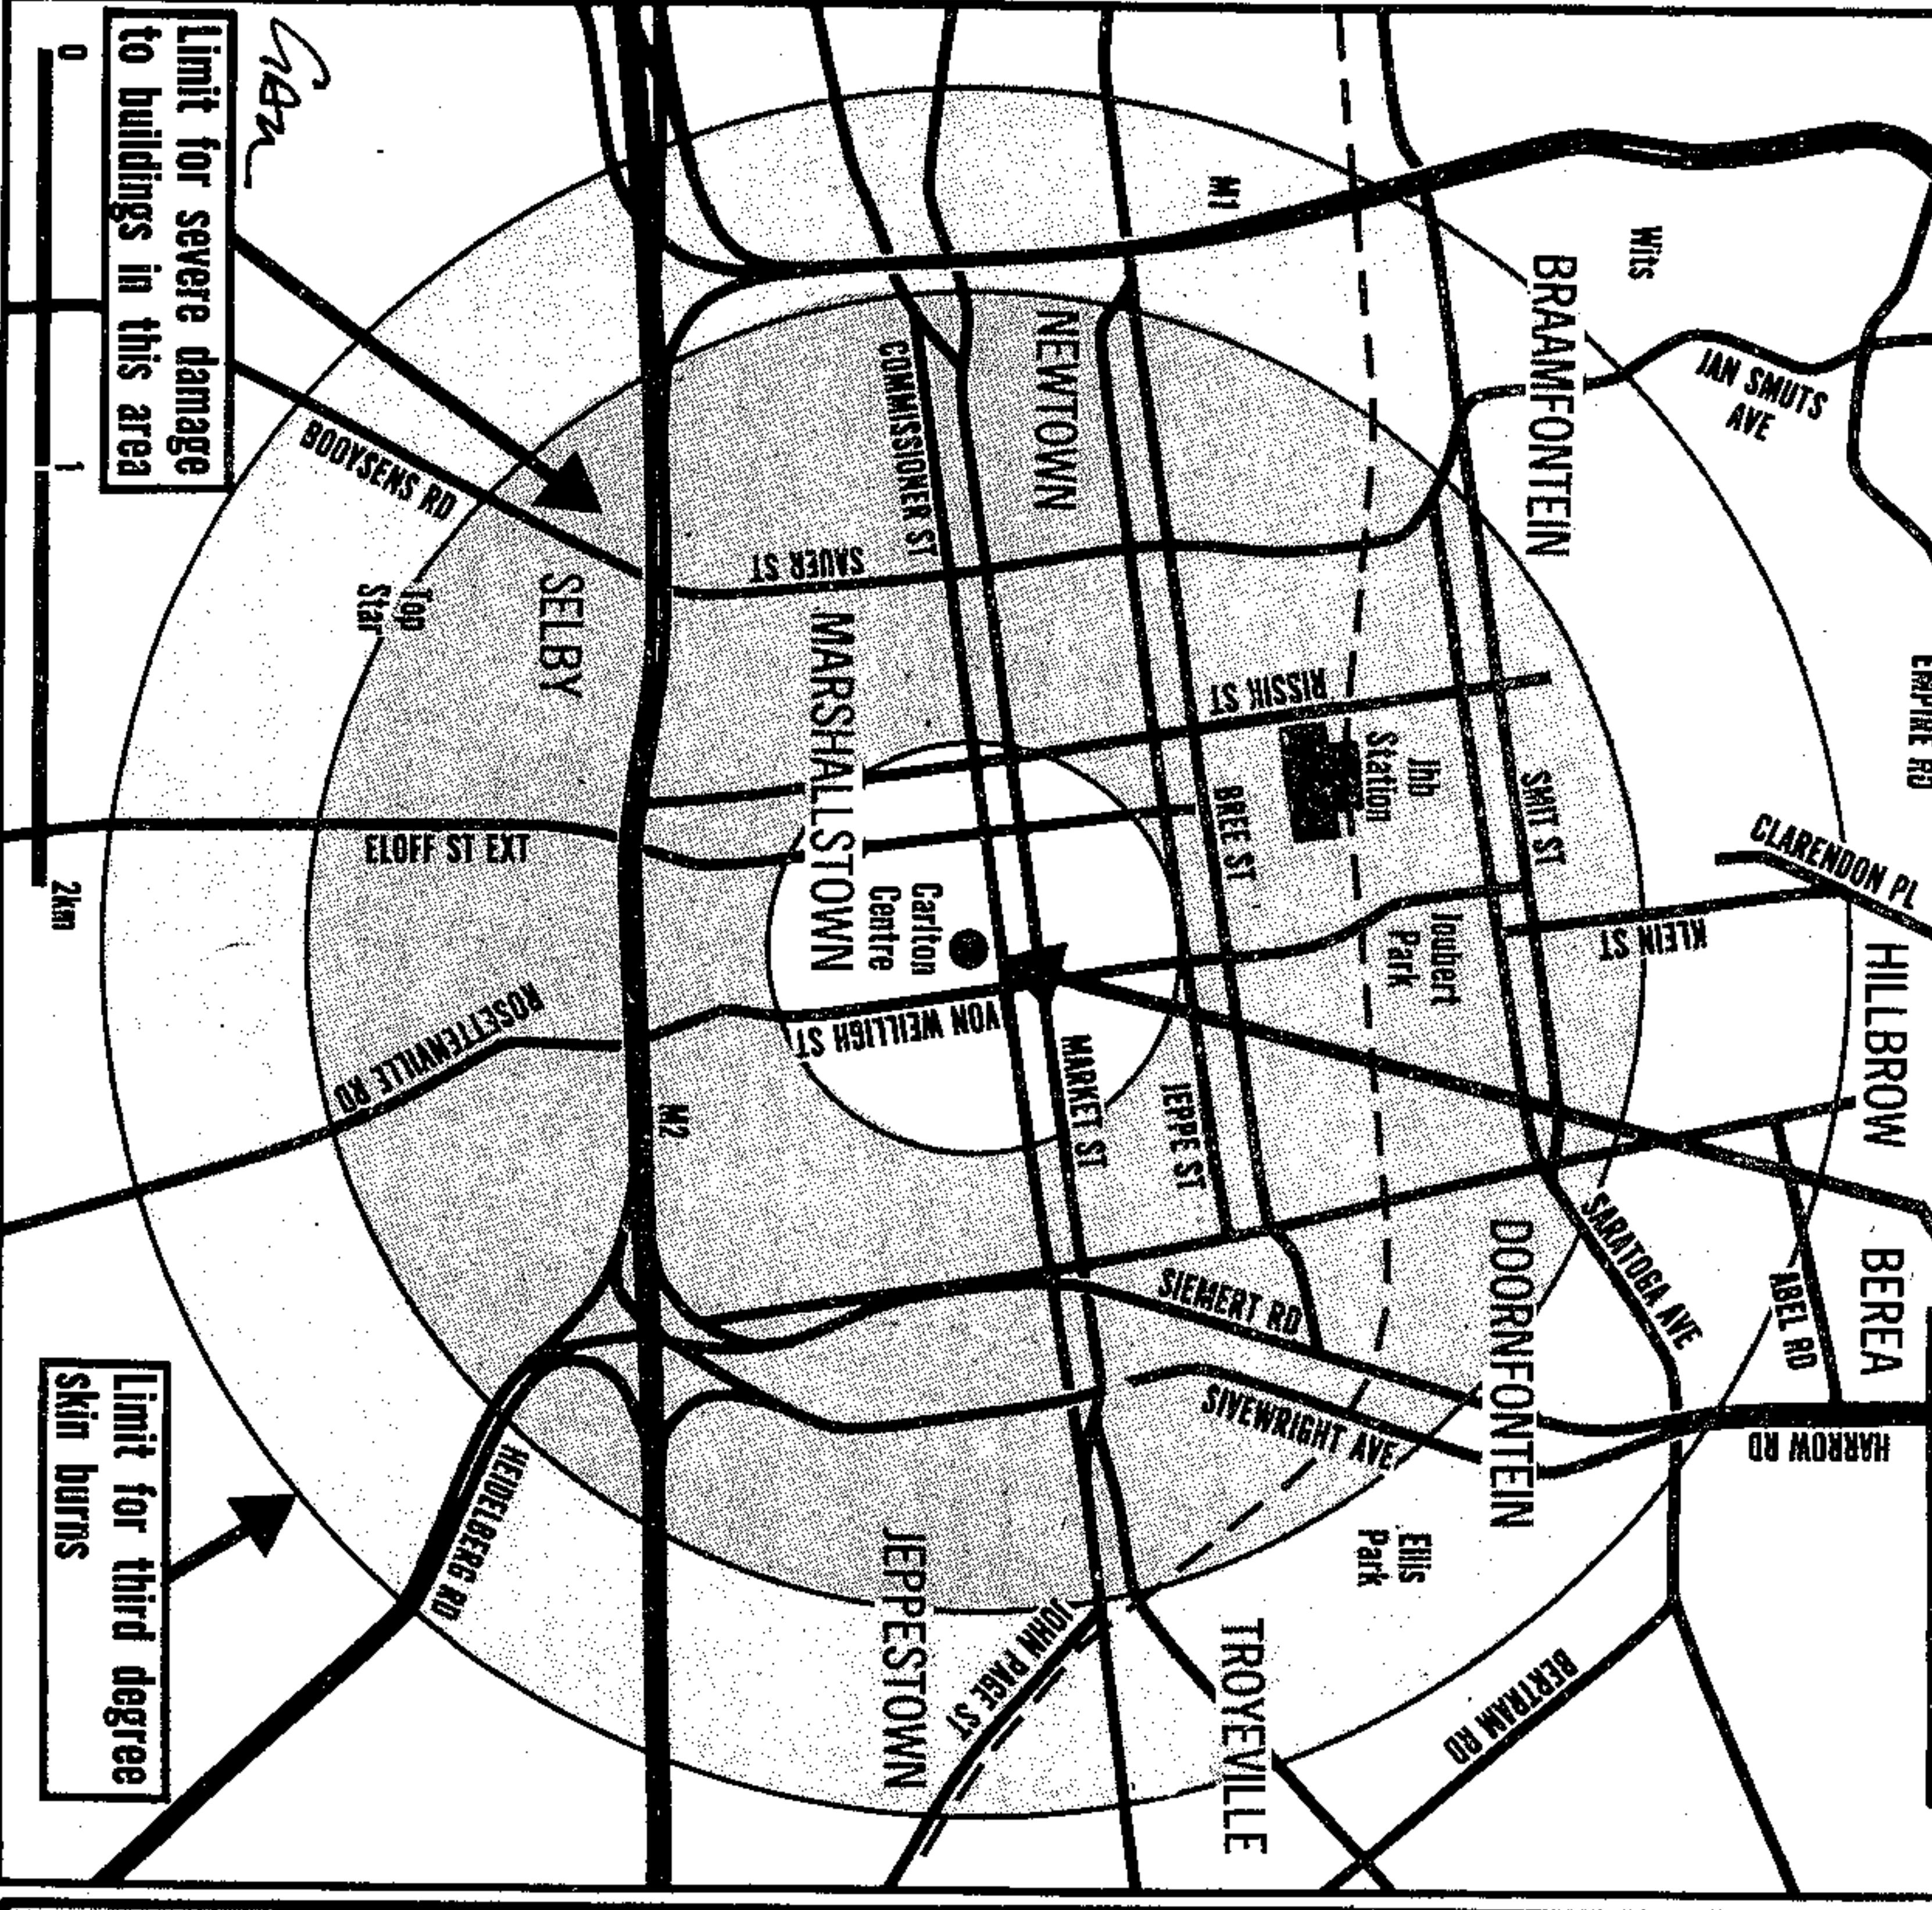 Limit for severe damage
to buildings in this area
0
1
2km
BOOYSENS RD
Top
Star
SELBY
ELOFF ST EXT
ROSETTENVILLE RD
M2
HEIDELBERG RD
Limit for third degree
skin burns
COMMISSIONER ST
SAUER ST
NEWTOWN
MARSHALLSTOWN
Carlton
Centre
VON WEILLIGH ST
MARKET ST
JEPPE ST
BREE ST
RISSIK ST
Jhb
Station
SMIT ST
Joubert
Park
KLEIN ST
CLARENDON PL
HILLBROW
M1
Wits
BRAAMFONTEIN
JAN SMUTS
AVE
EMPIRE RD
SARATOGA AVE
ABEL RD
BEREA
HARROW RD
DOORNFONTEIN
SIEMERT RD
SIVEWRIGHT AVE
Ellis
Park
JEPPESTOWN
JOHN PAGE ST
TROYEVILLE
BERTRAM RD